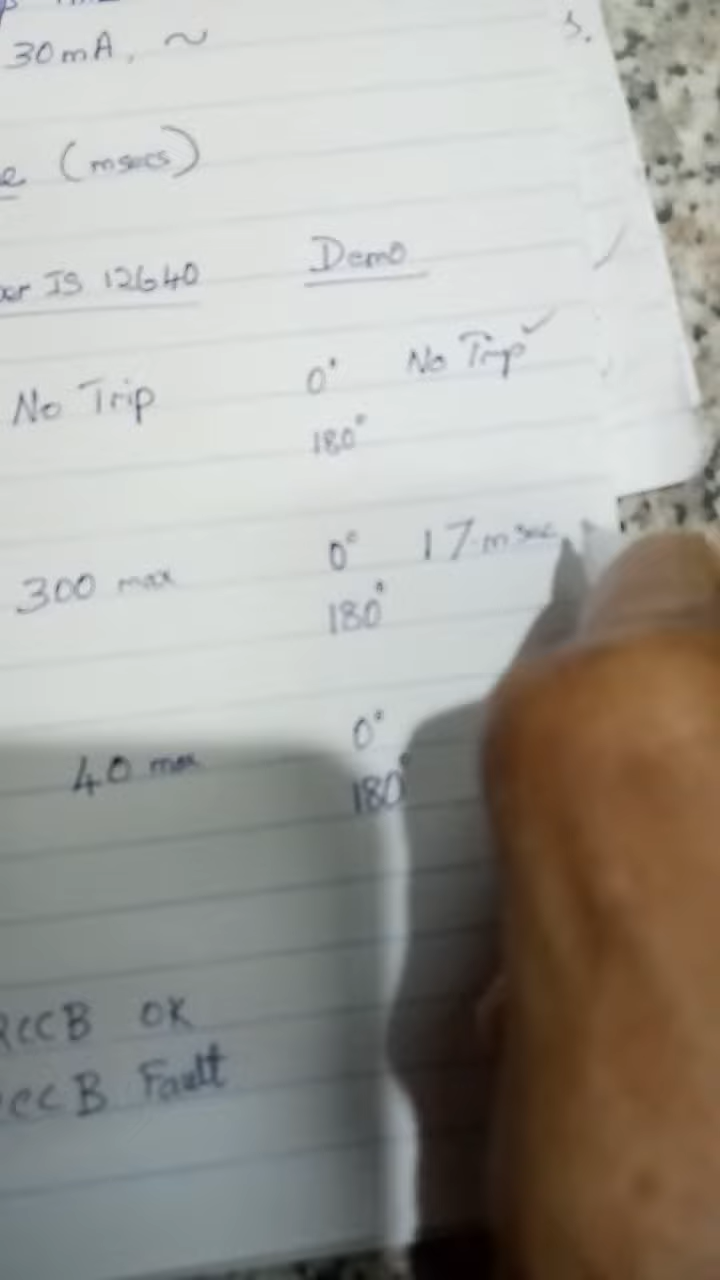 30mA, ~
(msecs)
IS 12640 Demo
No Trip 0° No Trip ✓
180°
300 max 0° 17 msec
180°
40 max 0°
180°
RCCB OK
RCCB Fault